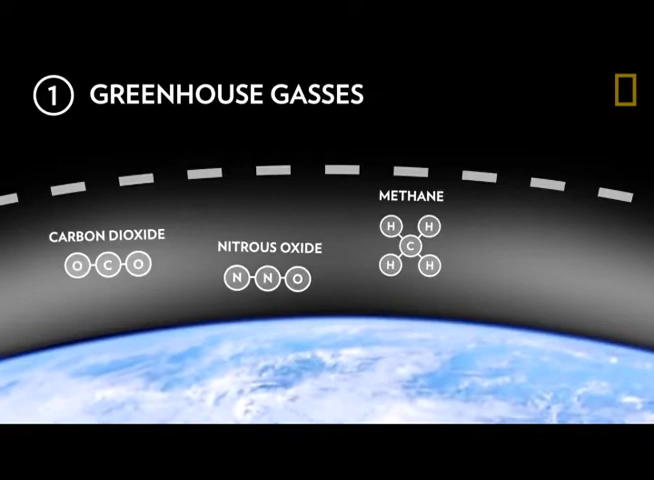 1 GREENHOUSE GASSES
METHANE
H H
C
H H
CARBON DIOXIDE
O C O
NITROUS OXIDE
N N O